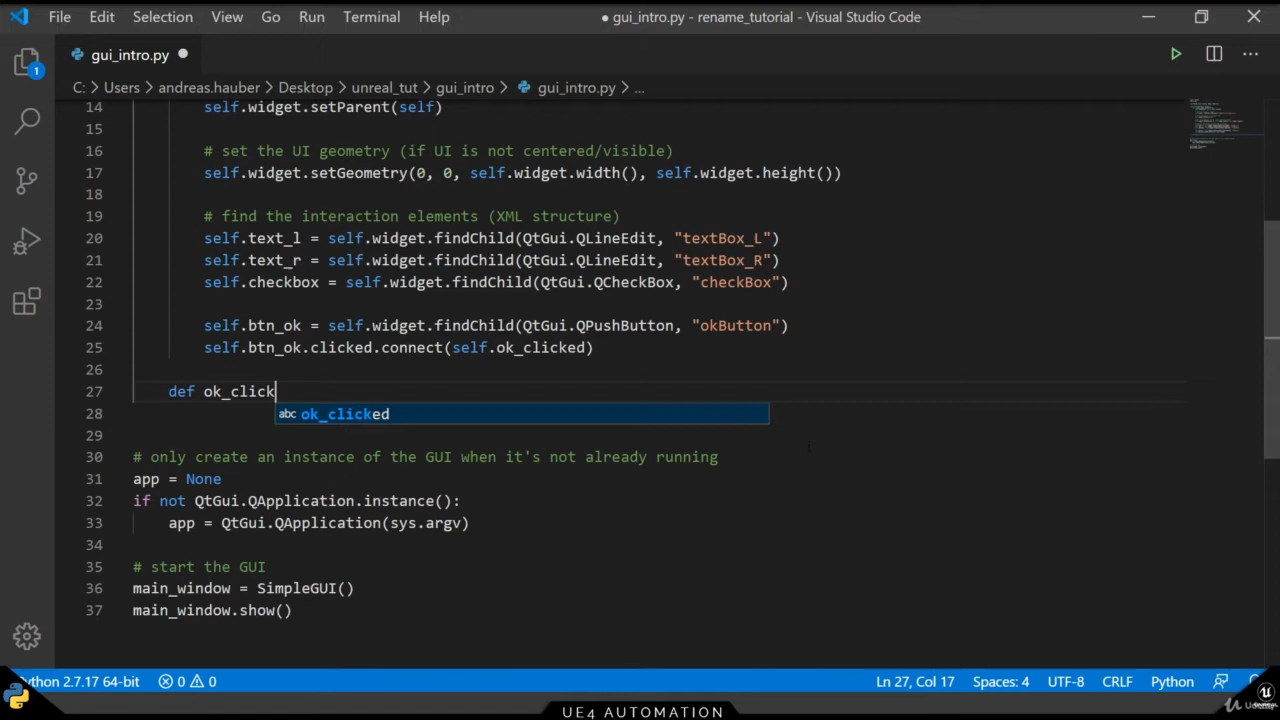 File Edit Selection View Go Run Terminal Help ● gui_intro.py - rename_tutorial - Visual Studio Code
gui_intro.py
1
C: > Users > andreas.hauber > Desktop > unreal_tut > gui_intro > gui_intro.py > ...
14 self.widget.setParent(self)
15
16 # set the UI geometry (if UI is not centered/visible)
17 self.widget.setGeometry(0, 0, self.widget.width(), self.widget.height())
18
19 # find the interaction elements (XML structure)
20 self.text_l = self.widget.findChild(QtGui.QLineEdit, "textBox_L")
21 self.text_r = self.widget.findChild(QtGui.QLineEdit, "textBox_R")
22 self.checkbox = self.widget.findChild(QtGui.QCheckBox, "checkBox")
23
24 self.btn_ok = self.widget.findChild(QtGui.QPushButton, "okButton")
25 self.btn_ok.clicked.connect(self.ok_clicked)
26
27 def ok_click
28 abc ok_clicked
29
30 # only create an instance of the GUI when it's not already running
31 app = None
32 if not QtGui.QApplication.instance():
33 app = QtGui.QApplication(sys.argv)
34
35 # start the GUI
36 main_window = SimpleGUI()
37 main_window.show()
ython 2.7.17 64-bit 0 0 Ln 27, Col 17 Spaces: 4 UTF-8 CRLF Python
UE4 AUTOMATION